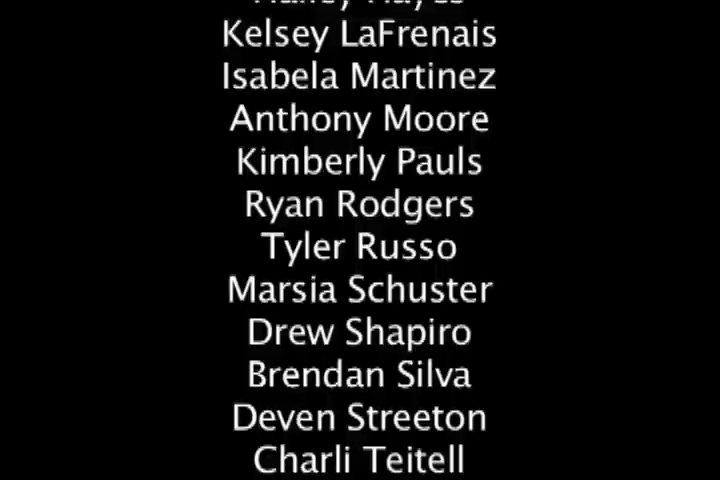 Kelsey LaFrenais
Isabela Martinez
Anthony Moore
Kimberly Pauls
Ryan Rodgers
Tyler Russo
Marsia Schuster
Drew Shapiro
Brendan Silva
Deven Streeton
Charli Teitell